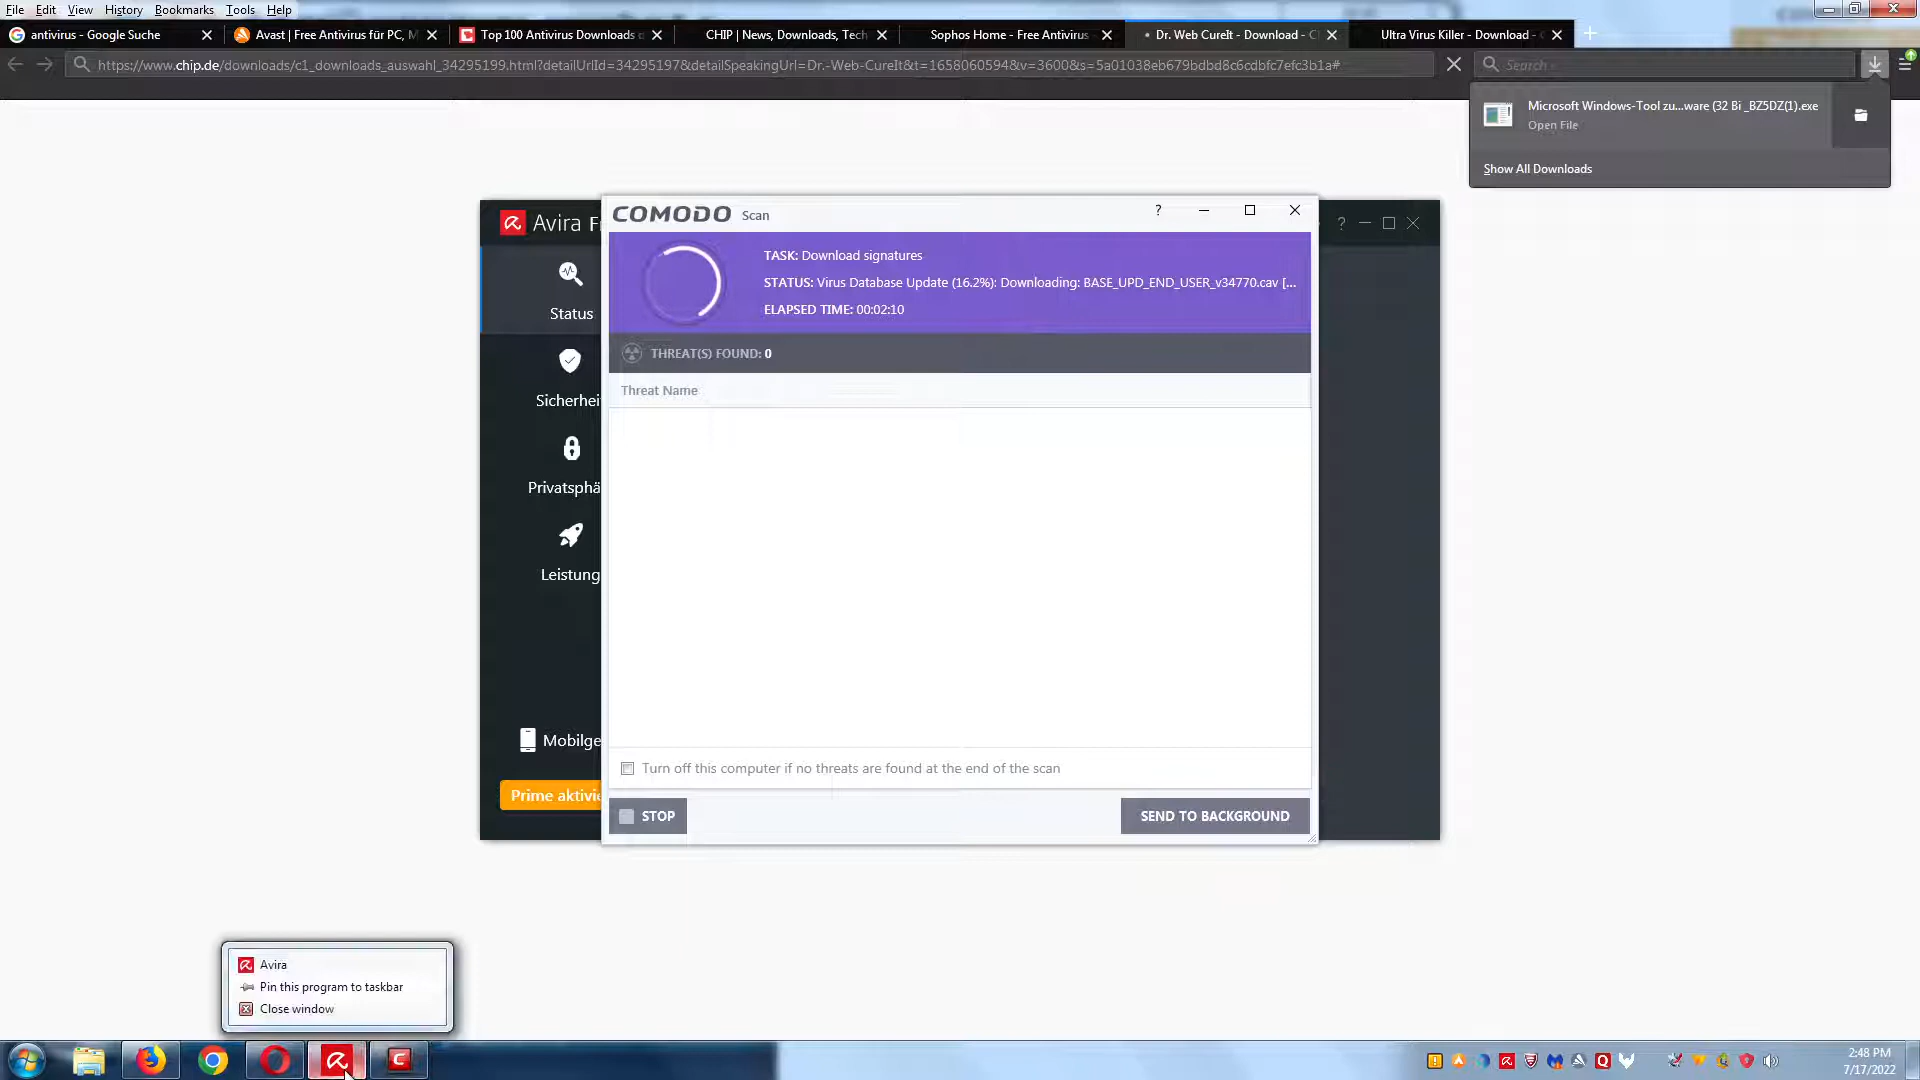 File Edit View History Bookmarks Tools Help
antivirus - Google Suche
Avast | Free Antivirus für PC, M
Top 100 Antivirus Downloads
CHIP | News, Downloads, Tech
Sophos Home - Free Antivirus
Dr. Web CureIt - Download -
Ultra Virus Killer - Download -
https://www.chip.de/downloads/c1_downloads_auswahl_34295199.html?detailUrlId=34295197&detailSpeakingUrl=Dr.-Web-CureIt&t=1658060594&v=3600&s=5a01038eb679bdbd8c6cdbfc7efc3b1a#
Search
Microsoft Windows-Tool zu...ware (32 Bi _BZ5DZ(1).exe
Open File
Show All Downloads
Avira F
COMODO Scan
?
?
TASK: Download signatures
STATUS: Virus Database Update (16.2%): Downloading: BASE_UPD_END_USER_v34770.cav [...
ELAPSED TIME: 00:02:10
THREAT(S) FOUND: 0
Threat Name
Status
Sicherhei
Privatsphä
Leistung
Mobilge
Prime aktivie
Turn off this computer if no threats are found at the end of the scan
STOP
SEND TO BACKGROUND
Avira
Pin this program to taskbar
Close window
2:48 PM
7/17/2022